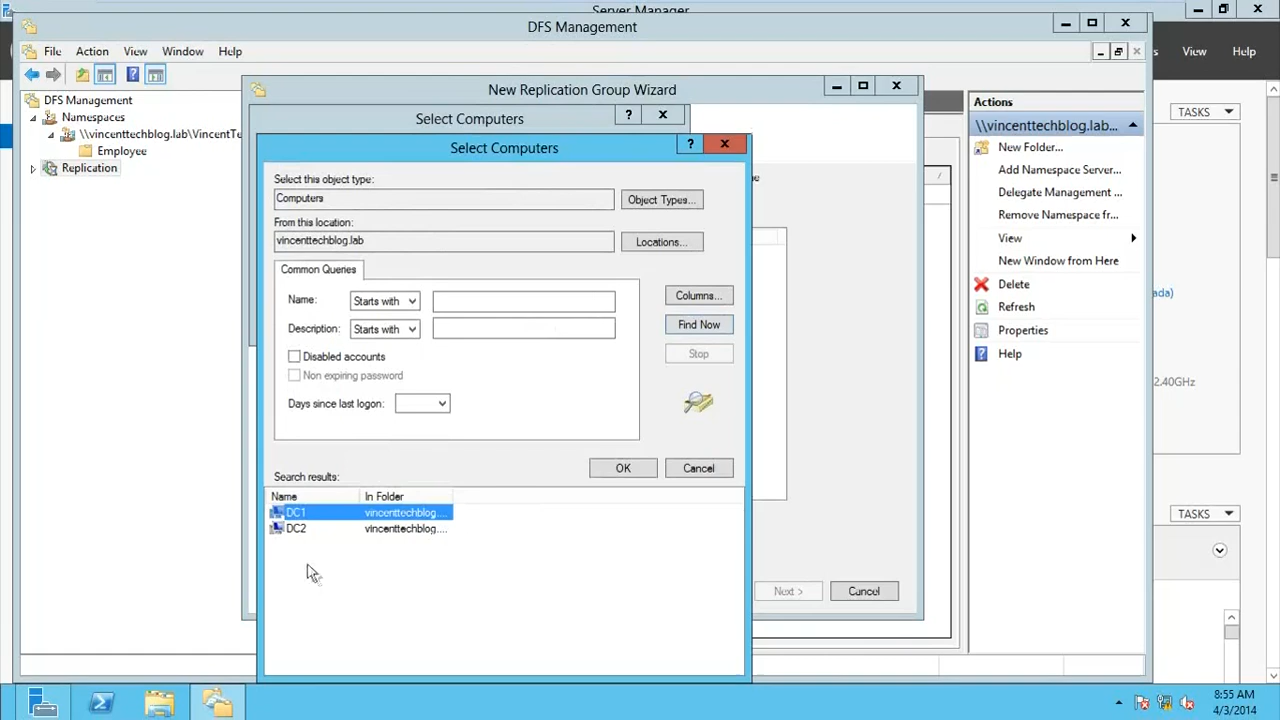 Server Manager
DFS Management
File Action View Window Help
View Help
DFS Management
Namespaces
\\vincenttechblog.lab\VincentTe
Employee
Replication
New Replication Group Wizard
Select Computers
?
Select Computers
?
Select this object type:
Computers
Object Types...
From this location:
vincenttechblog.lab
Locations...
Common Queries
Name: Starts with
Description: Starts with
Disabled accounts
Non expiring password
Days since last logon:
Columns...
Find Now
Stop
OK Cancel
Search results:
Name In Folder
DC1 vincenttechblog....
DC2 vincenttechblog....
Next > Cancel
Actions
\\vincenttechblog.lab...
New Folder...
Add Namespace Server...
Delegate Management ...
Remove Namespace fr...
View
New Window from Here
Delete
Refresh
Properties
Help
TASKS
ada)
2.40GHz
TASKS
8:55 AM
4/3/2014